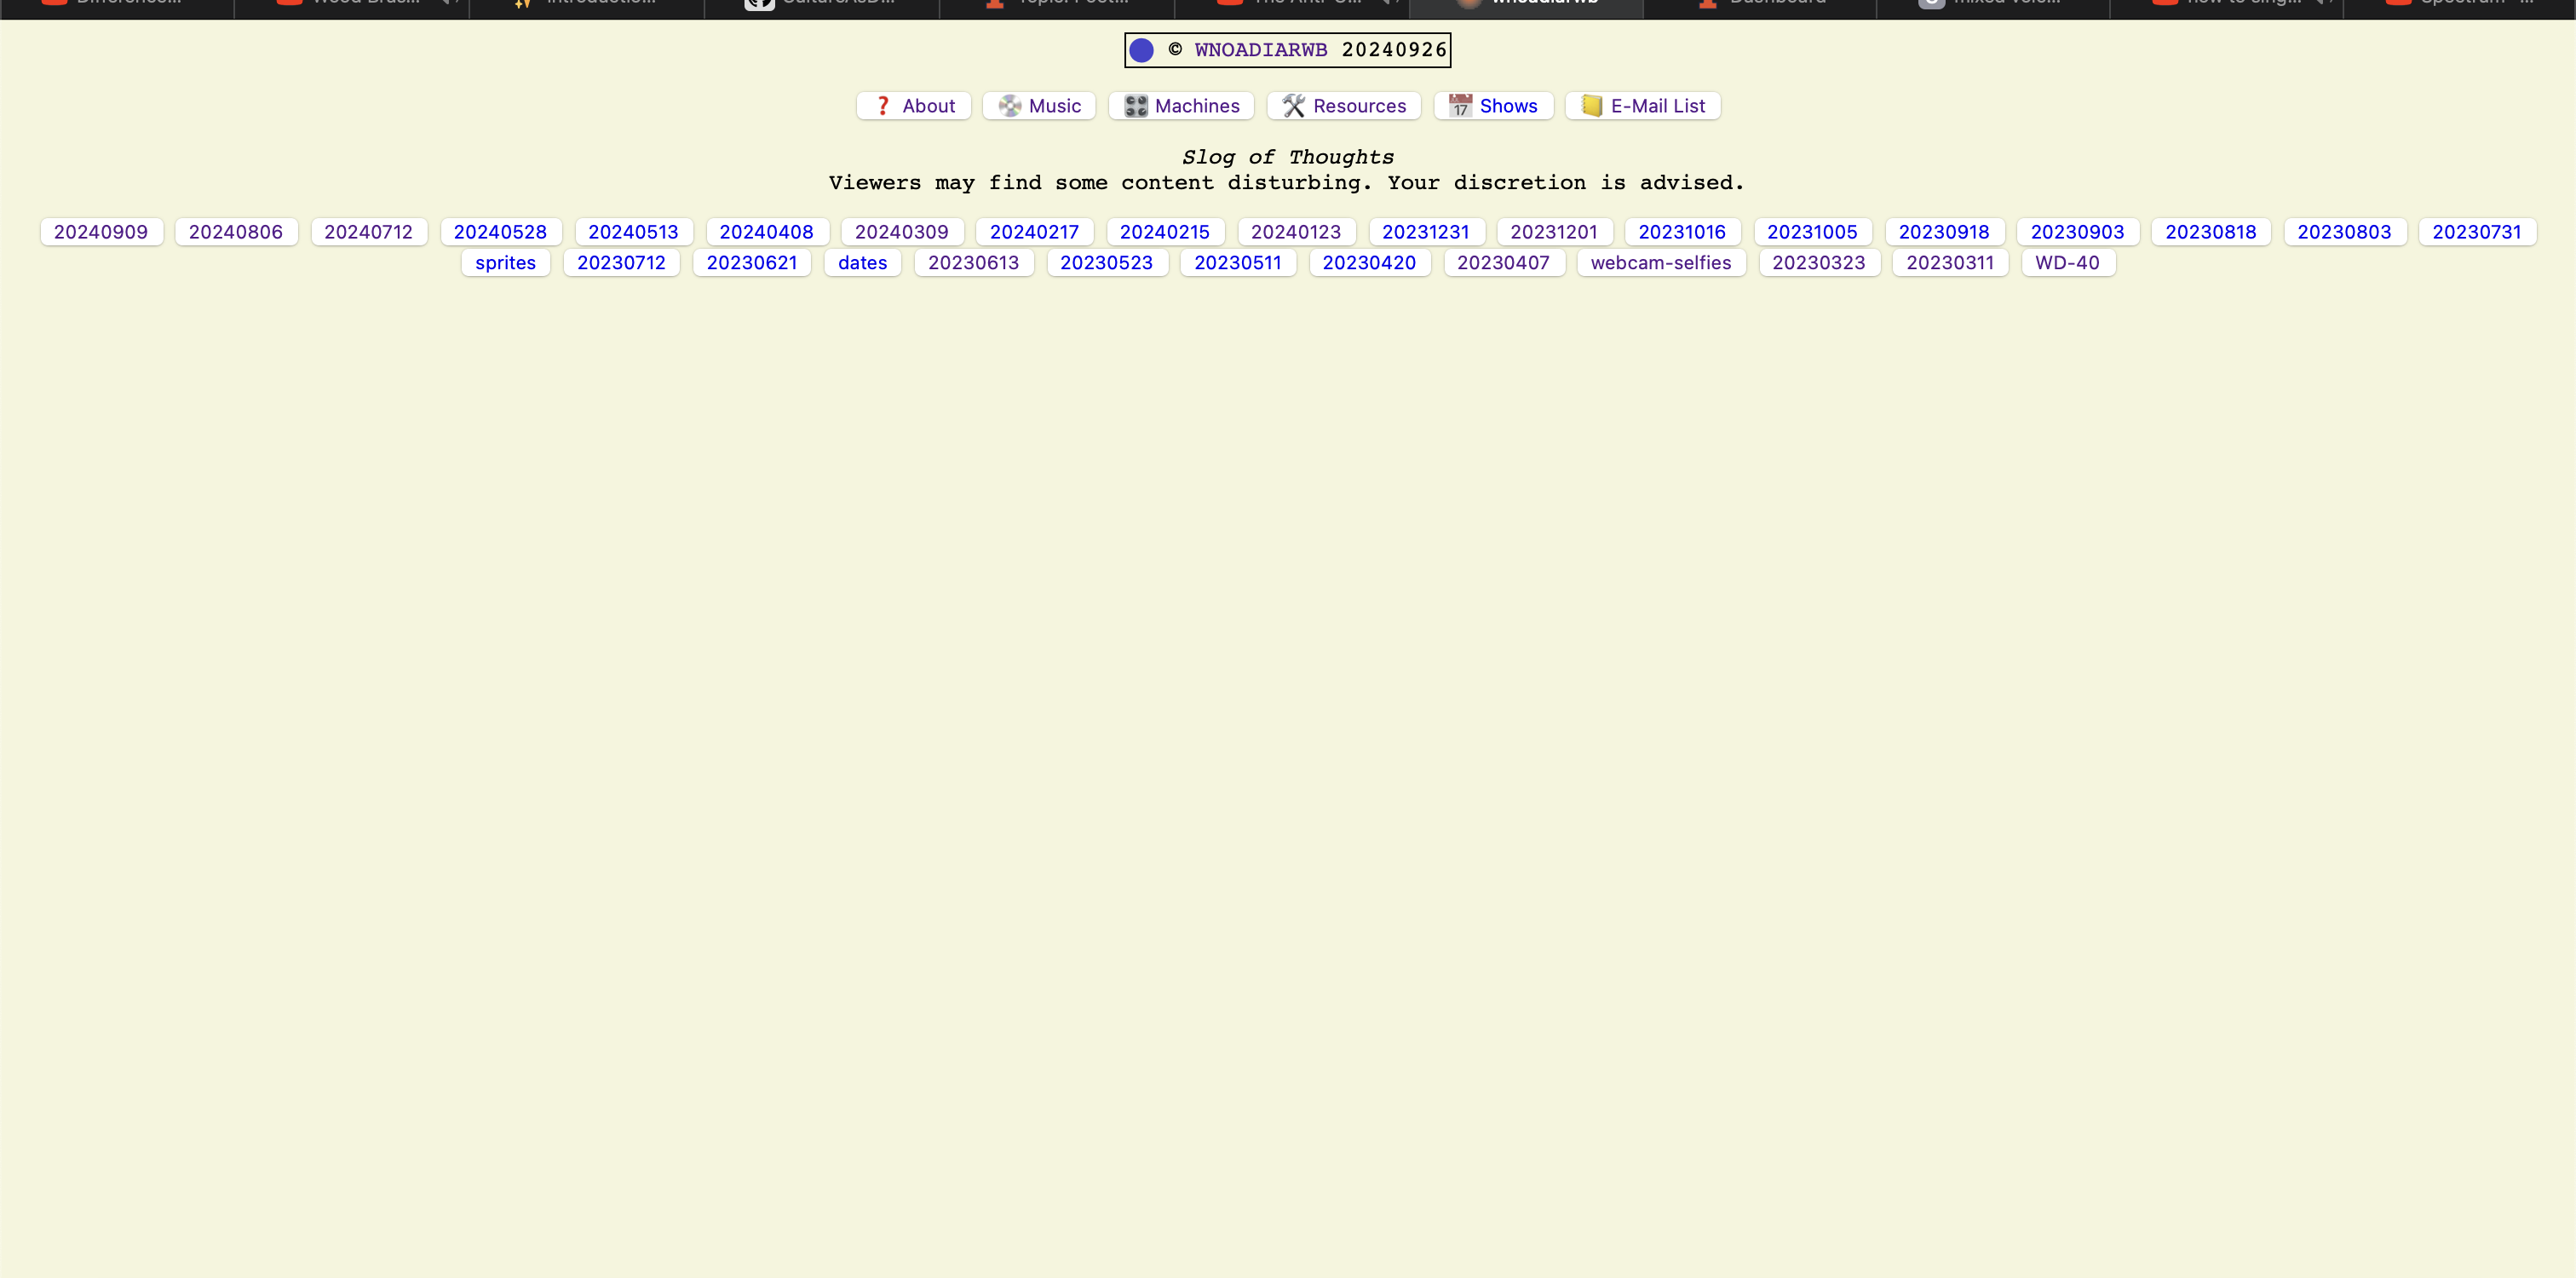 © WNOADIARWB 20240926
About Music Machines Resources 17 Shows E-Mail List
Slog of Thoughts
Viewers may find some content disturbing. Your discretion is advised.
20240909 20240806 20240712 20240528 20240513 20240408 20240309 20240217 20240215 20240123 20231231 20231201 20231016 20231005 20230918 20230903 20230818 20230803 20230731
sprites 20230712 20230621 dates 20230613 20230523 20230511 20230420 20230407 webcam-selfies 20230323 20230311 WD-40